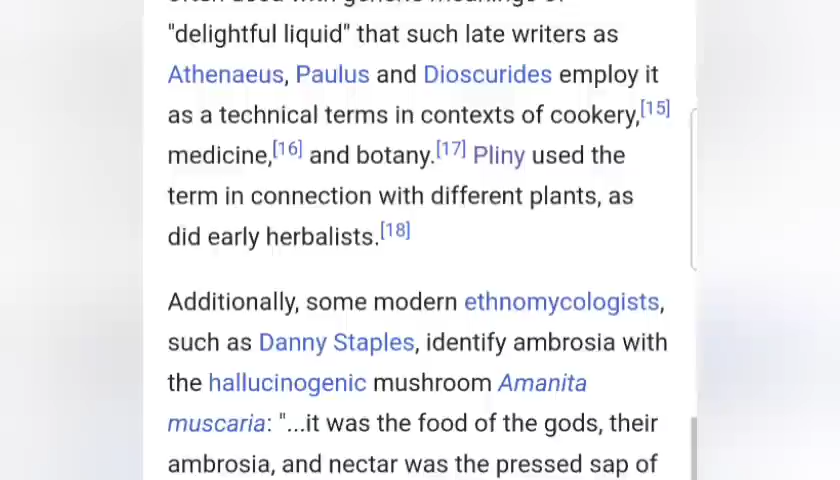 "delightful liquid" that such late writers as
Athenaeus, Paulus and Dioscurides employ it
as a technical terms in contexts of cookery,[15]
medicine,[16] and botany.[17] Pliny used the
term in connection with different plants, as
did early herbalists.[18]
Additionally, some modern ethnomycologists,
such as Danny Staples, identify ambrosia with
the hallucinogenic mushroom Amanita
muscaria: "...it was the food of the gods, their
ambrosia, and nectar was the pressed sap of